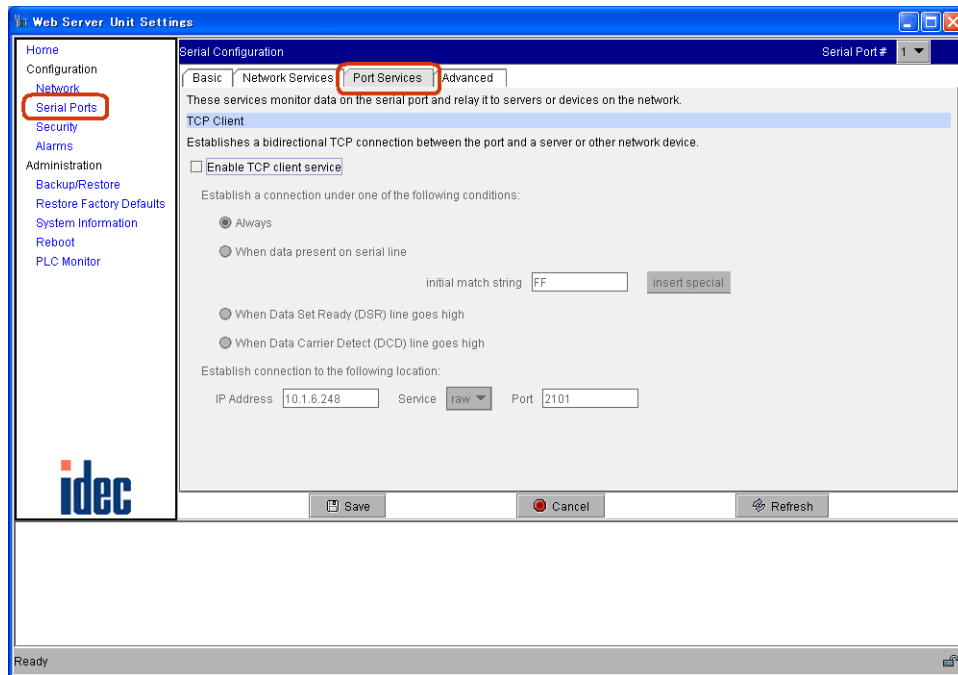 Web Server Unit Settings
Home
Configuration
Network
Serial Ports
Security
Alarms
Administration
Backup/Restore
Restore Factory Defaults
System Information
Reboot
PLC Monitor
idec
Serial Configuration Serial Port# 1
Basic Network Services Port Services Advanced
These services monitor data on the serial port and relay it to servers or devices on the network.
TCP Client
Establishes a bidirectional TCP connection between the port and a server or other network device.
Enable TCP client service
Establish a connection under one of the following conditions:
Always
When data present on serial line
initial match string FF insert special
When Data Set Ready (DSR) line goes high
When Data Carrier Detect (DCD) line goes high
Establish connection to the following location:
IP Address 10.1.6.248 Service raw Port 2101
Save Cancel Refresh
Ready